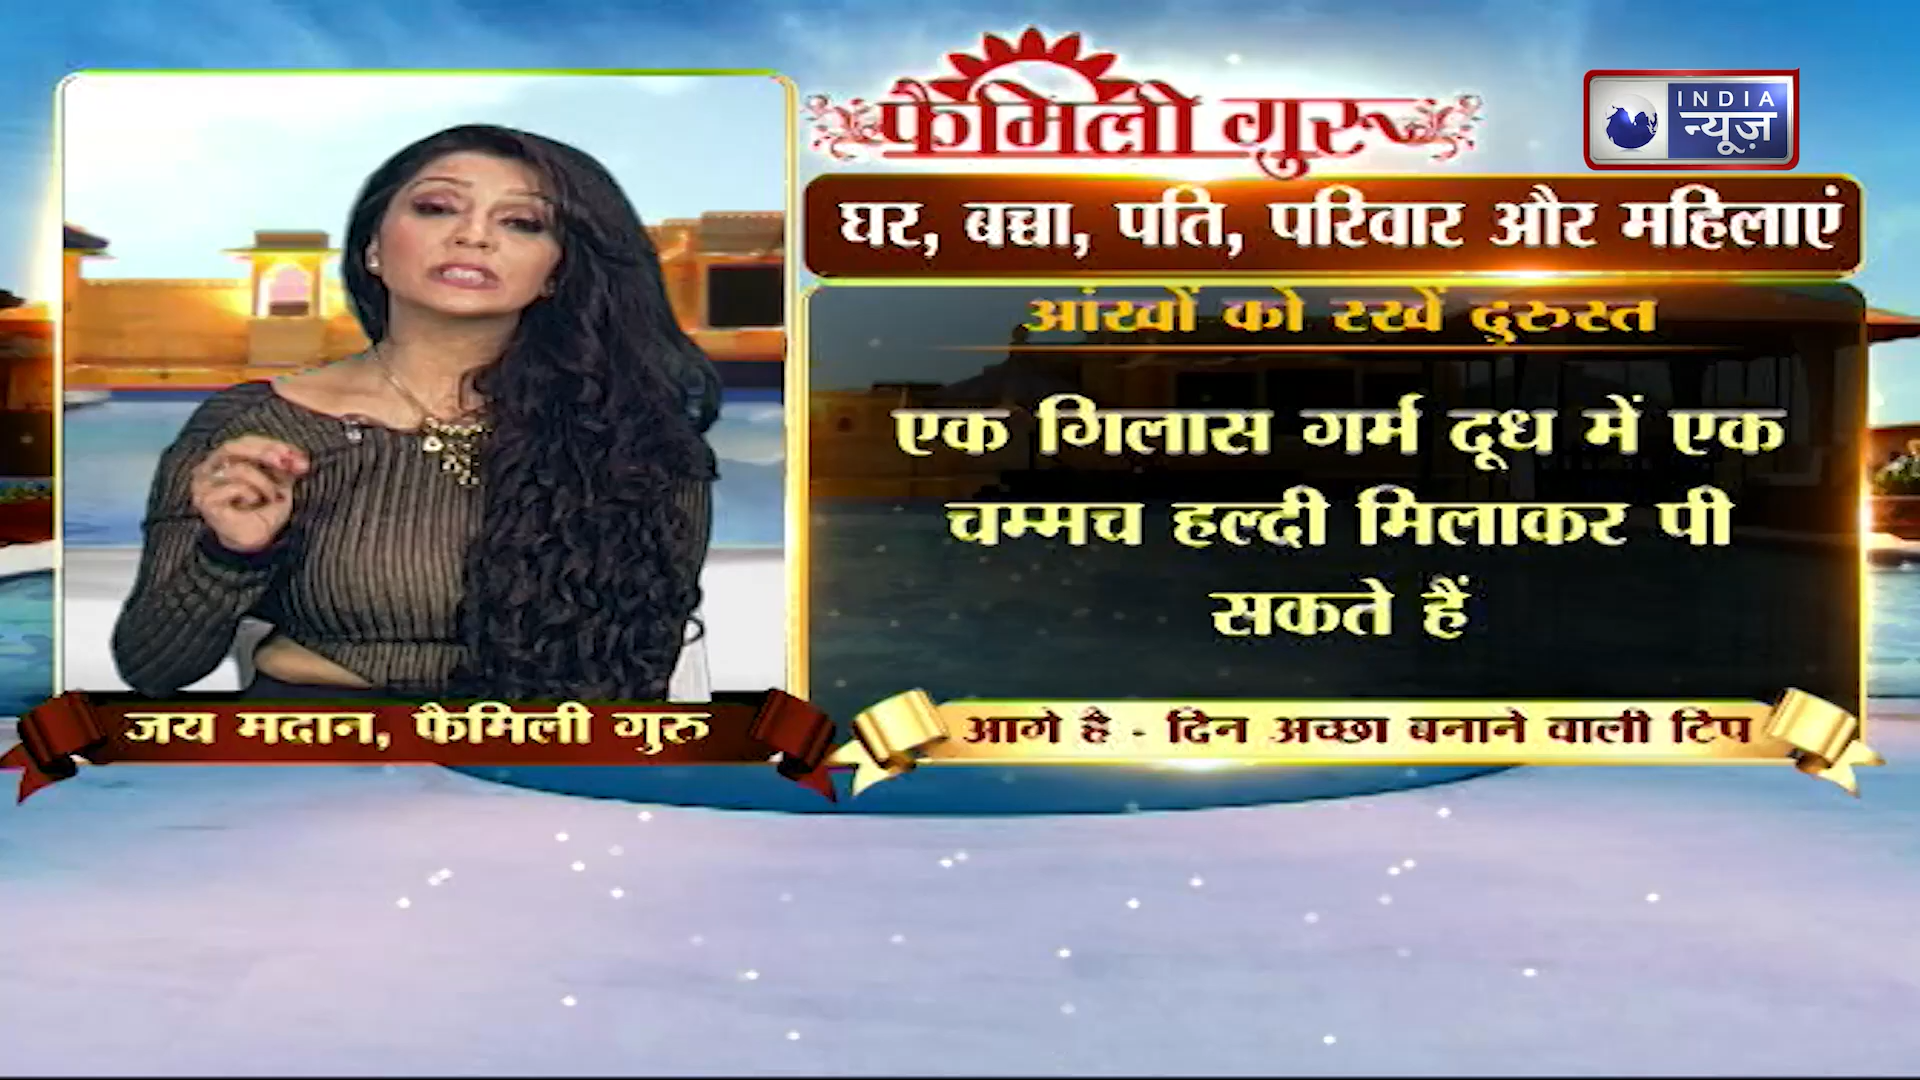 फैमिली गुरू
INDIA
न्यूज़
घर, बच्चा, पति, परिवार और महिलाएं
आंखों को रखें दुरुस्त
एक गिलास गर्म दूध में एक
चम्मच हल्दी मिलाकर पी
सकते हैं
जय मदान, फैमिली गुरु
आगे है - दिन अच्छा बनाने वाली टिप